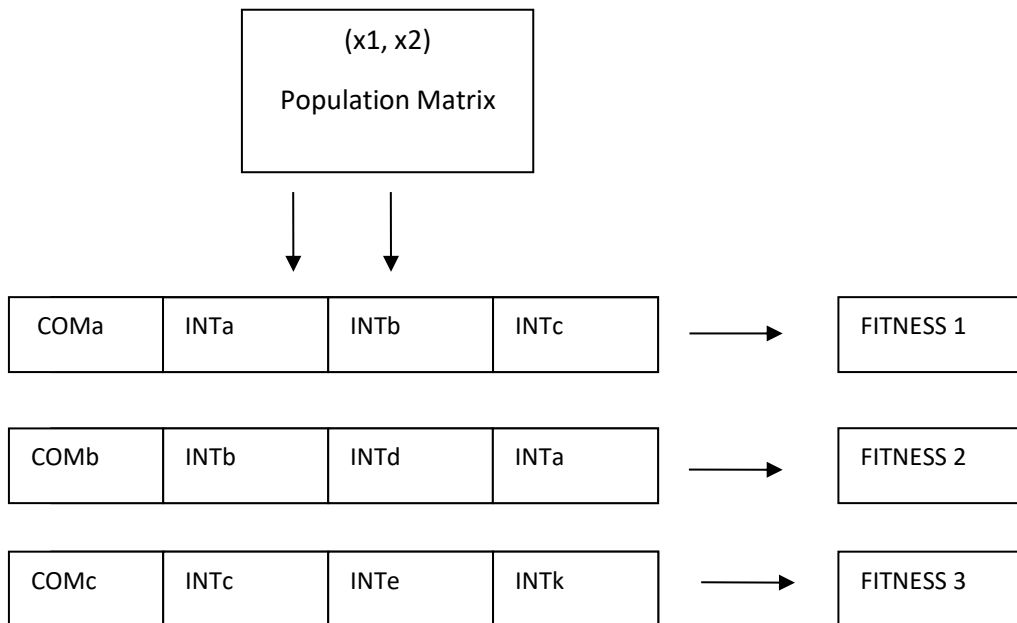 (x1, x2)
Population Matrix
COMa INTa INTb INTc FITNESS 1
COMb INTb INTd INTa FITNESS 2
COMc INTc INTe INTk FITNESS 3